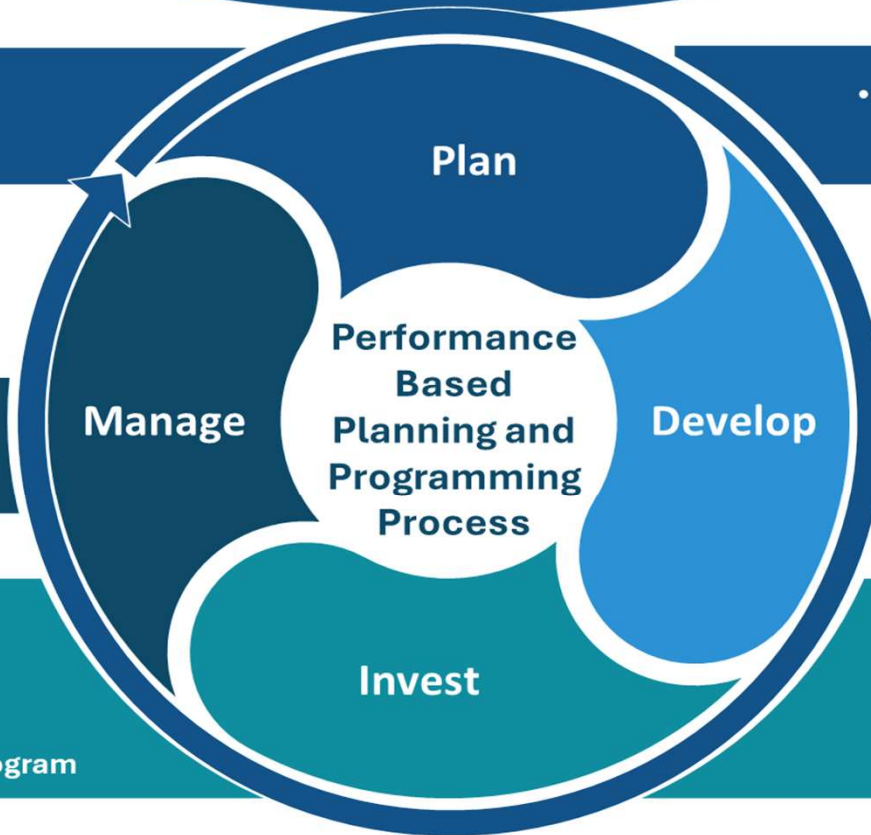 Plan
Performance
Based
Planning and
Programming
Process
Manage
Develop
Invest